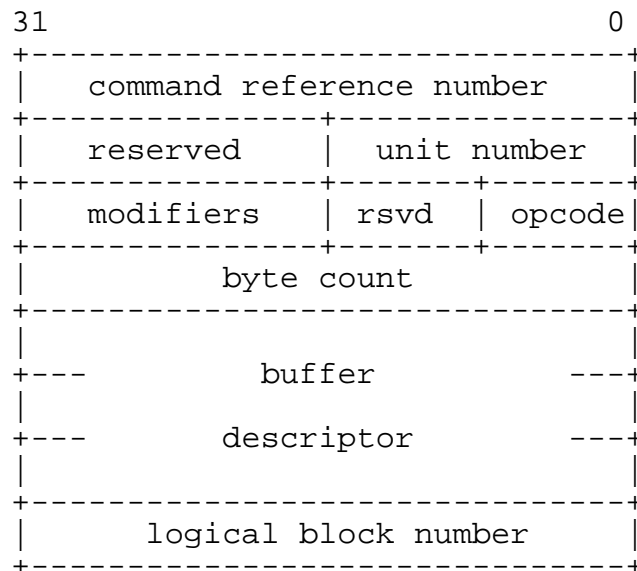 31 0
command reference number
reserved unit number
modifiers rsvd opcode
byte count
buffer
descriptor
logical block number